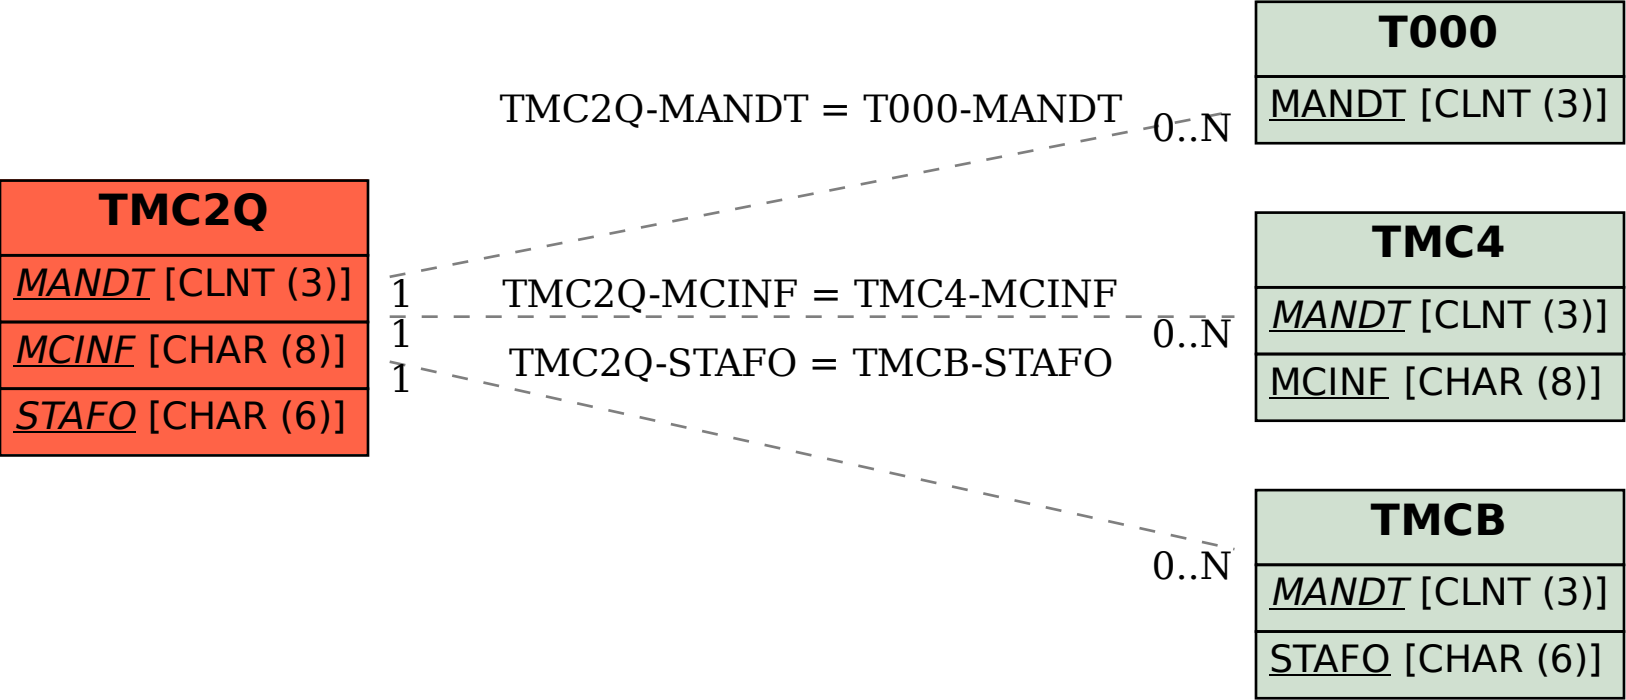 TMC2Q
MANDT [CLNT (3)]
MCINF [CHAR (8)]
STAFO [CHAR (6)]
TMC2Q-MANDT = T000-MANDT
0..N
1
TMC2Q-MCINF = TMC4-MCINF
0..N
1
TMC2Q-STAFO = TMCB-STAFO
0..N
1
T000
MANDT [CLNT (3)]
TMC4
MANDT [CLNT (3)]
MCINF [CHAR (8)]
TMCB
MANDT [CLNT (3)]
STAFO [CHAR (6)]